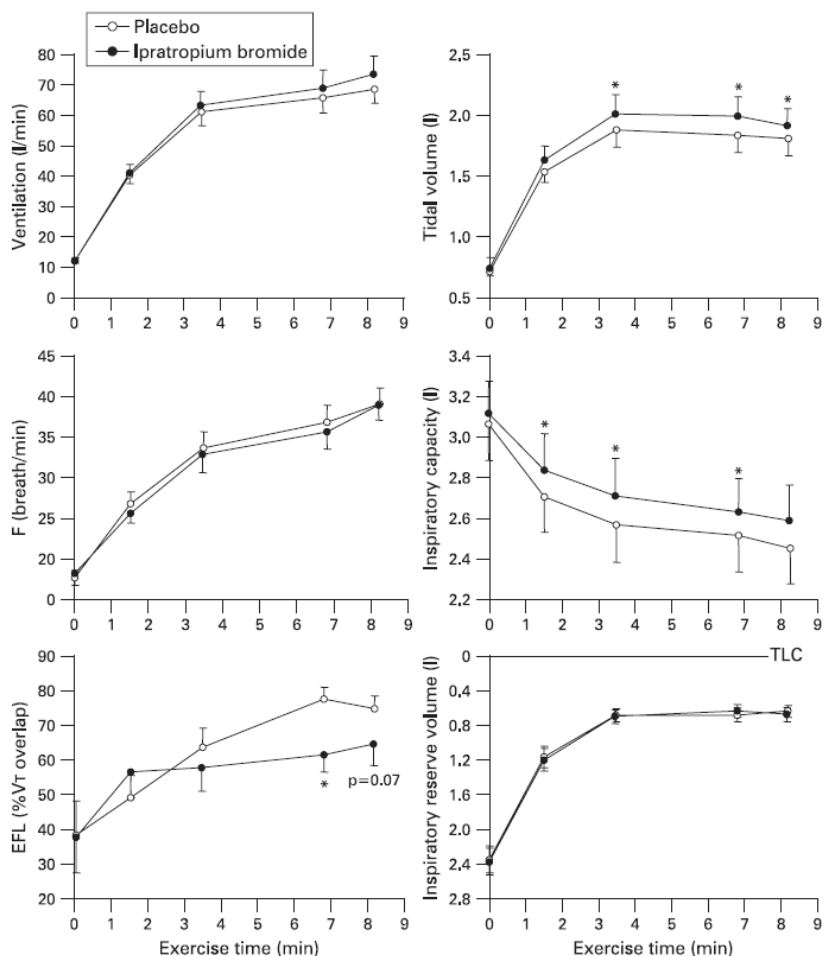 Placebo
Ipratropium bromide
Ventilation (l/min)
80
70
60
50
40
30
20
10
0
0 1 2 3 4 5 6 7 8 9
Tidal volume (l)
2.5
2.0
1.5
1.0
0.5
* * *
0 1 2 3 4 5 6 7 8 9
F (breath/min)
45
40
35
25
25
20
0
0 1 2 3 4 5 6 7 8 9
Inspiratory capacity (l)
3.4
3.2
3.0
2.8
2.6
2.4
2.2
* * *
0 1 2 3 4 5 6 7 8 9
EFL (%VT overlap)
90
80
70
60
50
40
30
20
*
p=0.07
0 1 2 3 4 5 6 7 8 9
Exercise time (min)
Inspiratory reserve volume (l)
0
0.4
0.8
1.2
1.6
2.0
2.4
2.8
TLC
0 1 2 3 4 5 6 7 8 9
Exercise time (min)